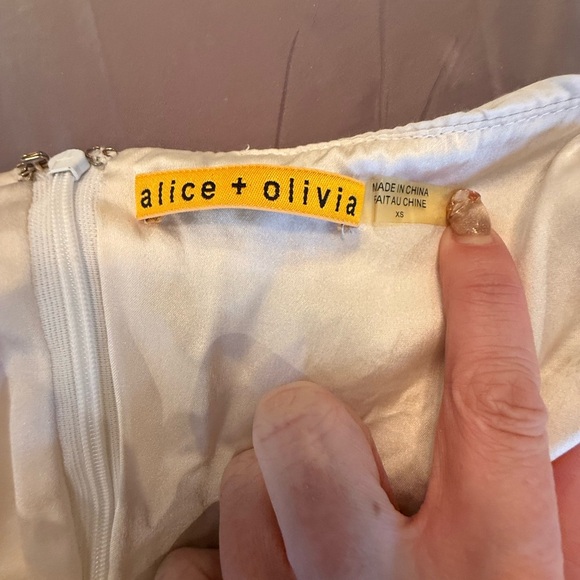 alice + olivia
MADE IN CHINA
FAIT AU CHINE
XS